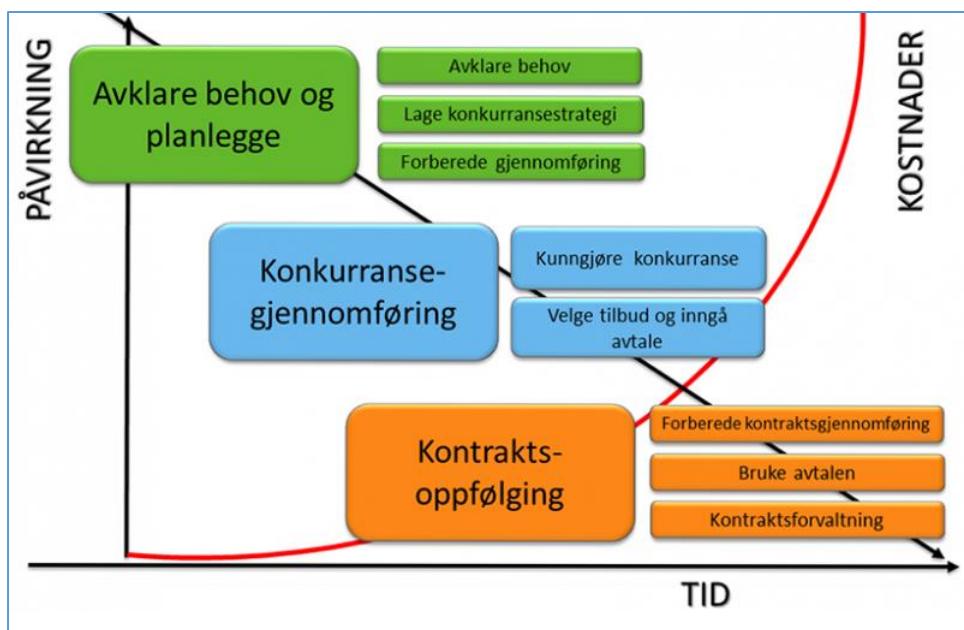 PÅVIRKNING
Avklare behov og
planlegge
Avklare behov
Lage konkurransestrategi
Forberede gjennomføring
KOSTNADER
Konkurranse-
gjennomføring
Kunngjøre konkurranse
Velge tilbud og inngå
avtale
Kontrakts-
oppfølging
Forberede kontraktsgjennomføring
Bruke avtalen
Kontraktsforvaltning
TID